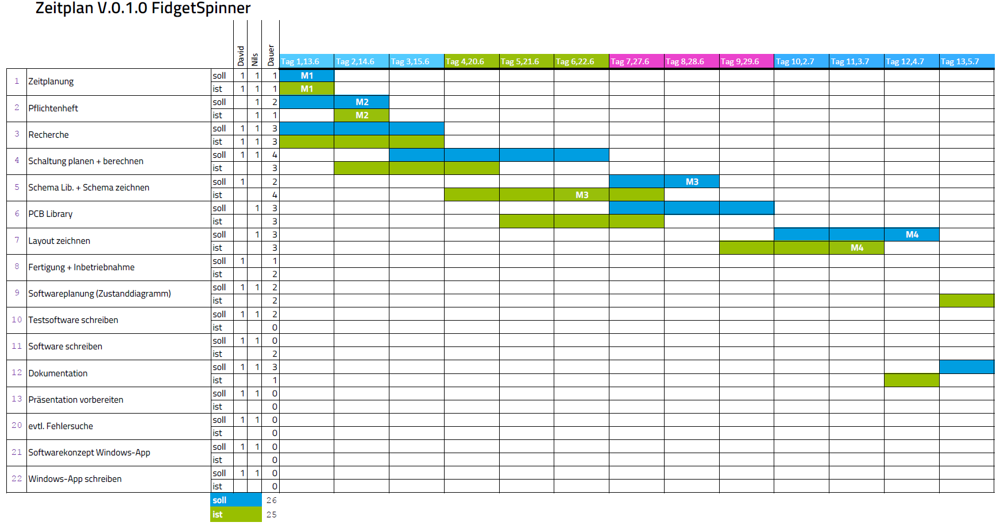 Zeitplan V.0.1.0 FidgetSpinner
David Nils Dauer Tag 1,13.6 Tag 2,14.6 Tag 3,15.6 Tag 4,20.6 Tag 5,21.6 Tag 6,22.6 Tag 7,27.6 Tag 8,28.6 Tag 9,29.6 Tag 10,2.7 Tag 11,3.7 Tag 12,4.7 Tag 13,5.7
1 Zeitplanung
soll 1 1 1 M1
ist 1 1 1 M1
2 Pflichtenheft
soll 1 2 M2
ist 1 1 M2
3 Recherche
soll 1 1 3
ist 1 1 3
4 Schaltung planen + berechnen
soll 1 1 4
ist 3
5 Schema Lib. + Schema zeichnen
soll 1 2 M3
ist 4 M3
6 PCB Library
soll 1 3
ist 3
7 Layout zeichnen
soll 1 3 M4
ist 3 M4
8 Fertigung + Inbetriebnahme
soll 1 1
ist 2
9 Softwareplanung (Zustanddiagramm)
soll 1 1 2
ist 2
10 Testsoftware schreiben
soll 1 1 2
ist 0
11 Software schreiben
soll 1 1 0
ist 2
12 Dokumentation
soll 1 1 3
ist 1
13 Präsentation vorbereiten
soll 1 1 0
ist 0
20 evtl. Fehlersuche
soll 1 1 0
ist 0
21 Softwarekonzept Windows-App
soll 1 1 0
ist 0
22 Windows-App schreiben
soll 1 1 0
ist 0
soll 26
ist 25